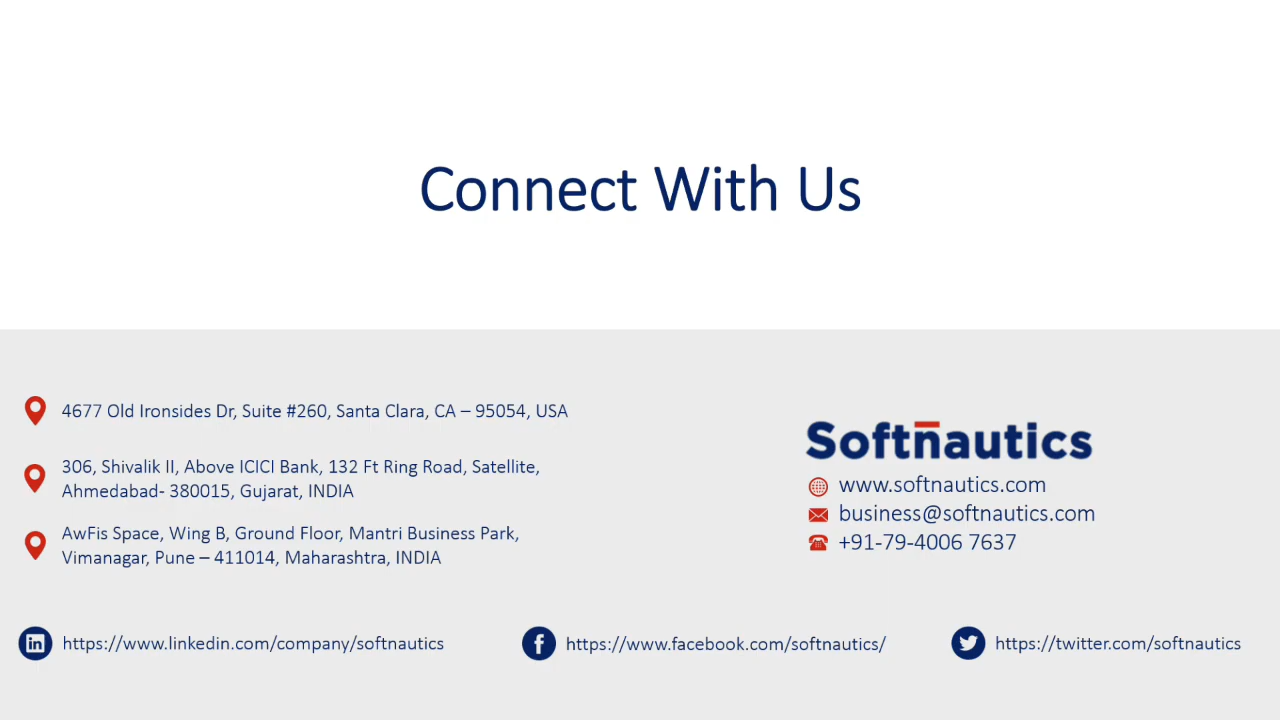 Connect With Us
4677 Old Ironsides Dr, Suite #260, Santa Clara, CA – 95054, USA
306, Shivalik II, Above ICICI Bank, 132 Ft Ring Road, Satellite,
Ahmedabad- 380015, Gujarat, INDIA
AwFis Space, Wing B, Ground Floor, Mantri Business Park,
Vimanagar, Pune – 411014, Maharashtra, INDIA
Softnautics
www.softnautics.com
business@softnautics.com
+91-79-4006 7637
https://www.linkedin.com/company/softnautics
https://www.facebook.com/softnautics/
https://twitter.com/softnautics